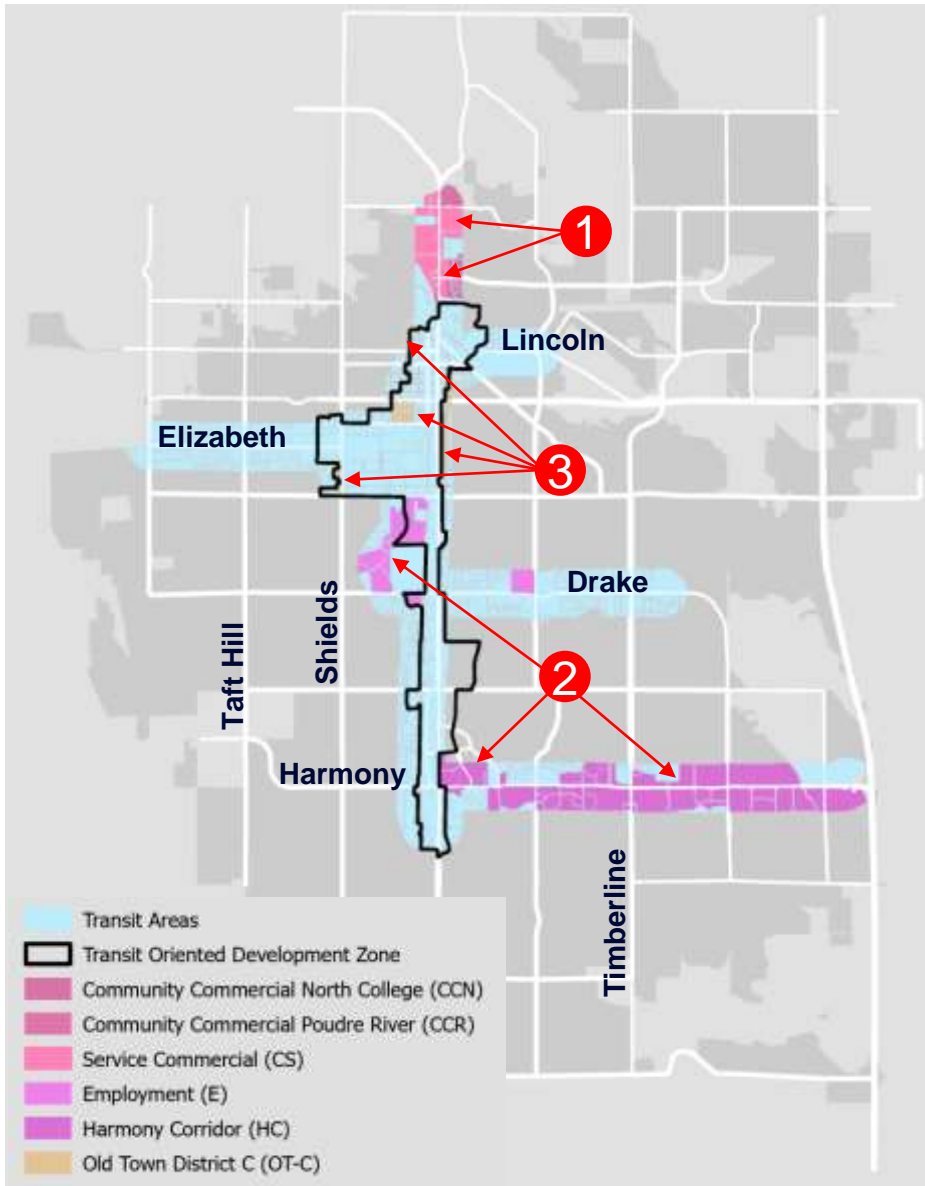 1
Lincoln
Elizabeth
3
Drake
Shields
Taft Hill
2
Harmony
Timberline
Transit Areas
Transit Oriented Development Zone
Community Commercial North College (CCN)
Community Commercial Poudre River (CCR)
Service Commercial (CS)
Employment (E)
Harmony Corridor (HC)
Old Town District C (OT-C)